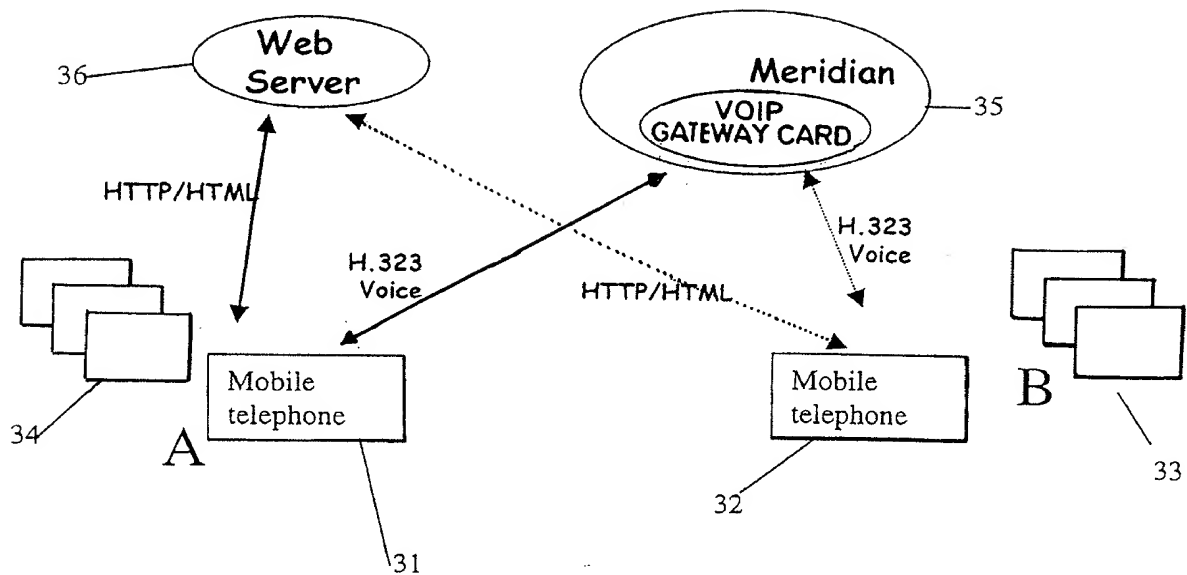 Web
Server
36
Meridian
VOIP
GATEWAY CARD
35
HTTP/HTML
H.323
Voice
H.323
Voice
HTTP/HTML
34
A
Mobile
telephone
31
Mobile
telephone
32
B
33